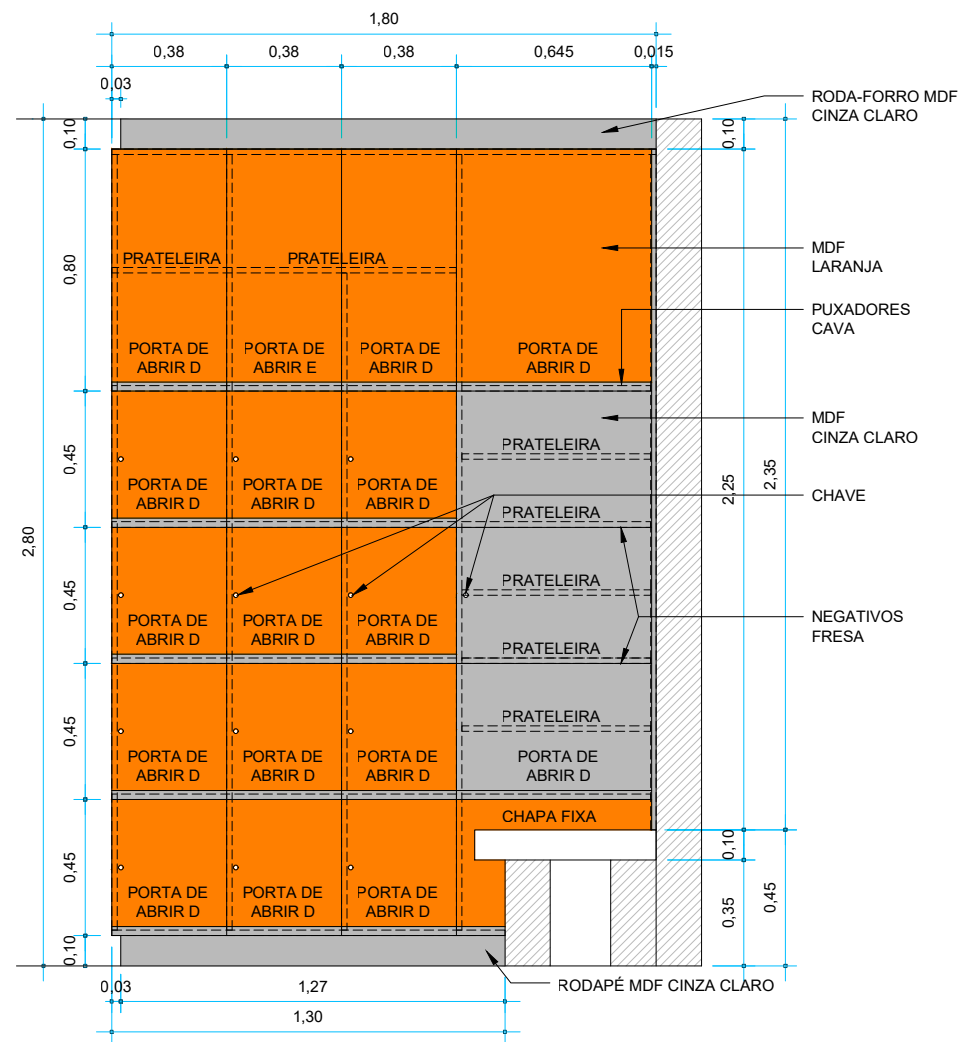 1,80
0,38 0,38 0,38 0,645 0,015
0,03
RODA-FORRO MDF
CINZA CLARO
0,10 0,10
MDF
LARANJA
PRATELEIRA PRATELEIRA
0,80
PUXADORES
CAVA
PORTA DE PORTA DE PORTA DE PORTA DE
ABRIR D ABRIR E ABRIR D ABRIR D
MDF
CINZA CLARO
PRATELEIRA
0,45
2,35
2,25
PORTA DE PORTA DE PORTA DE
ABRIR D ABRIR D ABRIR D
CHAVE
PRATELEIRA
2,80
PRATELEIRA
0,45
PORTA DE PORTA DE PORTA DE
ABRIR D ABRIR D ABRIR D
NEGATIVOS
FRESA
PRATELEIRA
PRATELEIRA
0,45
PORTA DE PORTA DE PORTA DE PORTA DE
ABRIR D ABRIR D ABRIR D ABRIR D
CHAPA FIXA
0,10
0,45
PORTA DE PORTA DE PORTA DE
ABRIR D ABRIR D ABRIR D
0,35
0,45
0,10
RODAPÉ MDF CINZA CLARO
0,03 1,27
1,30